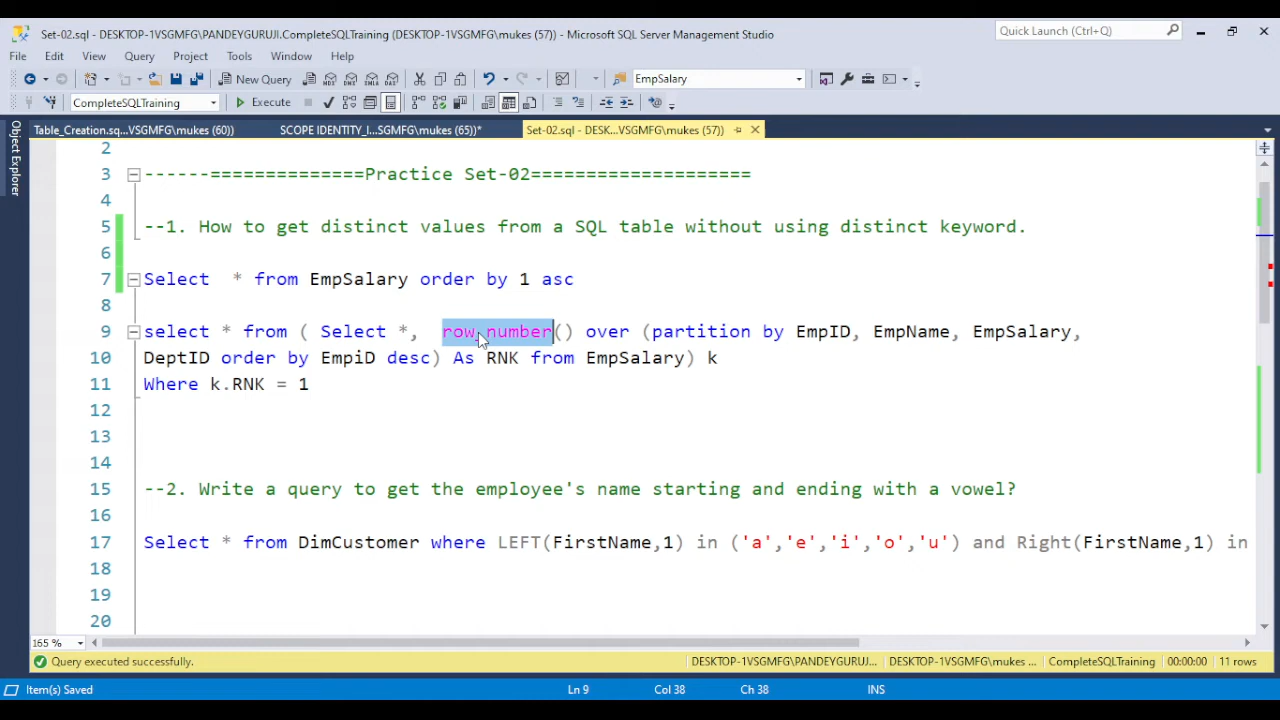 Set-02.sql - DESKTOP-1VSGMFG\PANDEYGURUJI.CompleteSQLTraining (DESKTOP-1VSGMFG\mukes (57)) - Microsoft SQL Server Management Studio
Quick Launch (Ctrl+Q)
File Edit View Query Project Tools Window Help
New Query
EmpSalary
CompleteSQLTraining
Execute
Table_Creation.sq...VSGMFG\mukes (60))
SCOPE IDENTITY_I...SGMFG\mukes (65))*
Set-02.sql - DESK...VSGMFG\mukes (57))
Object Explorer
2
3 ------==============Practice Set-02====================
4
5 --1. How to get distinct values from a SQL table without using distinct keyword.
6
7 Select * from EmpSalary order by 1 asc
8
9 select * from ( Select *, row_number() over (partition by EmpID, EmpName, EmpSalary,
10 DeptID order by EmpiD desc) As RNK from EmpSalary) k
11 Where k.RNK = 1
12
13
14
15 --2. Write a query to get the employee's name starting and ending with a vowel?
16
17 Select * from DimCustomer where LEFT(FirstName,1) in ('a','e','i','o','u') and Right(FirstName,1) in
18
19
20
165 %
Query executed successfully.
DESKTOP-1VSGMFG\PANDEYGURUJI... DESKTOP-1VSGMFG\mukes ... CompleteSQLTraining 00:00:00 11 rows
Item(s) Saved
Ln 9 Col 38 Ch 38 INS